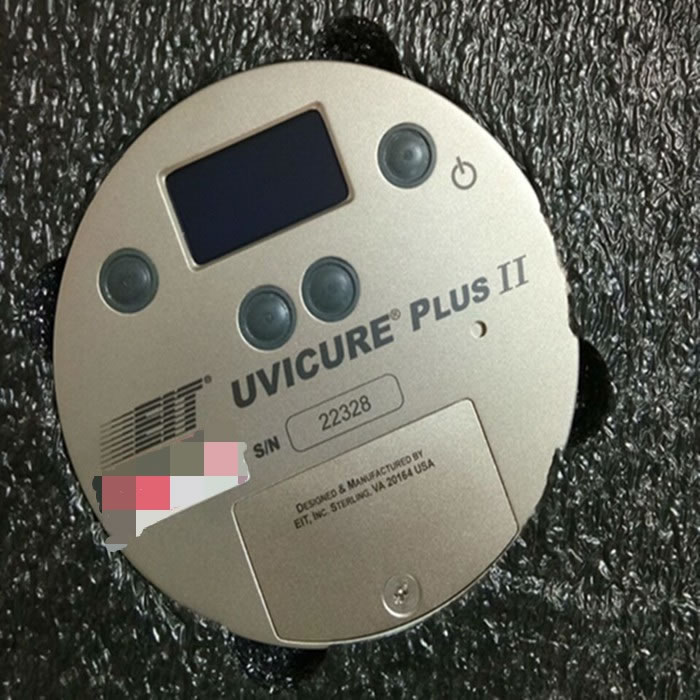 UVICURE® PLUS II
EIT®
S/N 22328
DESIGNED & MANUFACTURED BY
EIT, INC. STERLING, VA 20164 USA